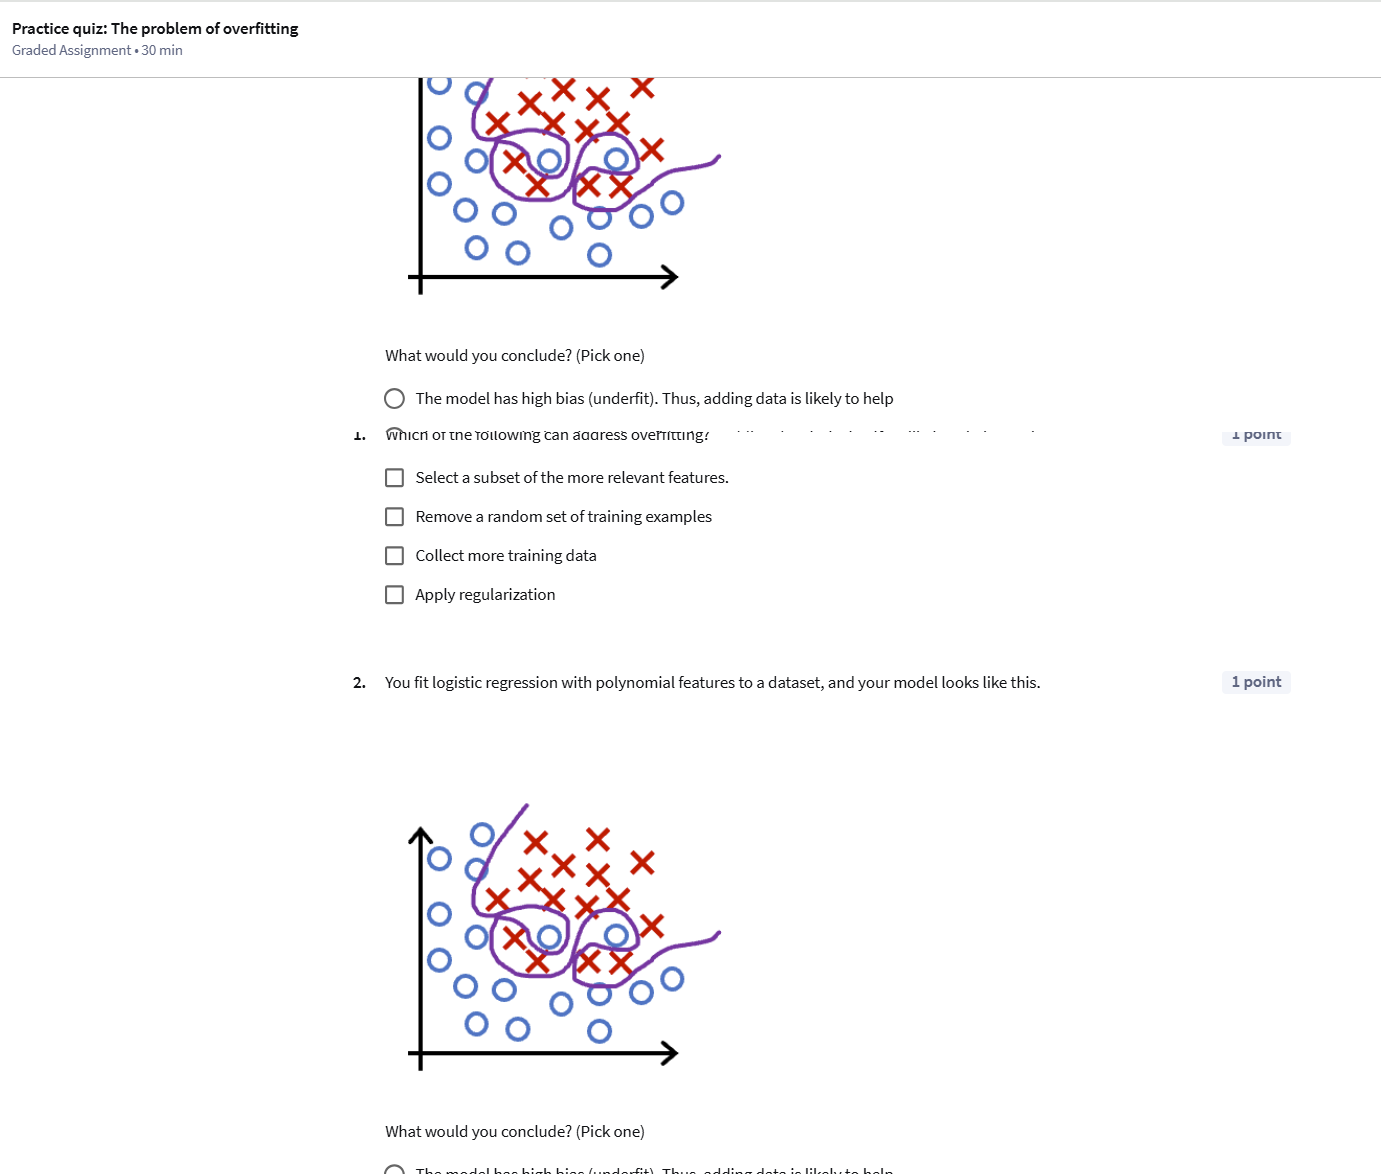 Practice quiz: The problem of overfitting
Graded Assignment • 30 min
What would you conclude? (Pick one)
The model has high bias (underfit). Thus, adding data is likely to help
1. Which of the following can address overfitting? 1 point
Select a subset of the more relevant features.
Remove a random set of training examples
Collect more training data
Apply regularization
2. You fit logistic regression with polynomial features to a dataset, and your model looks like this. 1 point
What would you conclude? (Pick one)
The model has high bias (underfit). Thus, adding data is likely to help